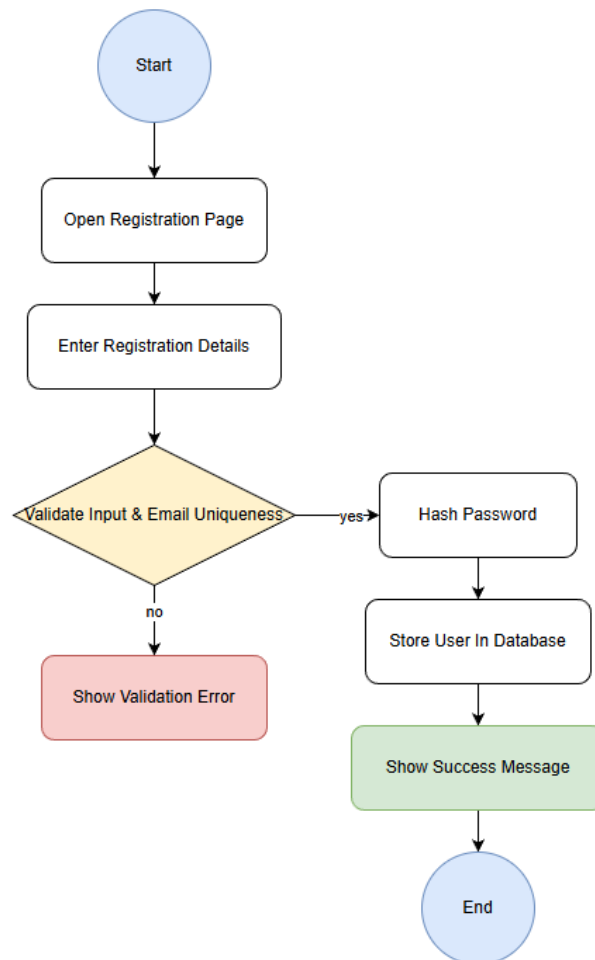 Start
Open Registration Page
Enter Registration Details
Validate Input & Email Uniqueness
yes
Hash Password
no
Store User In Database
Show Validation Error
Show Success Message
End